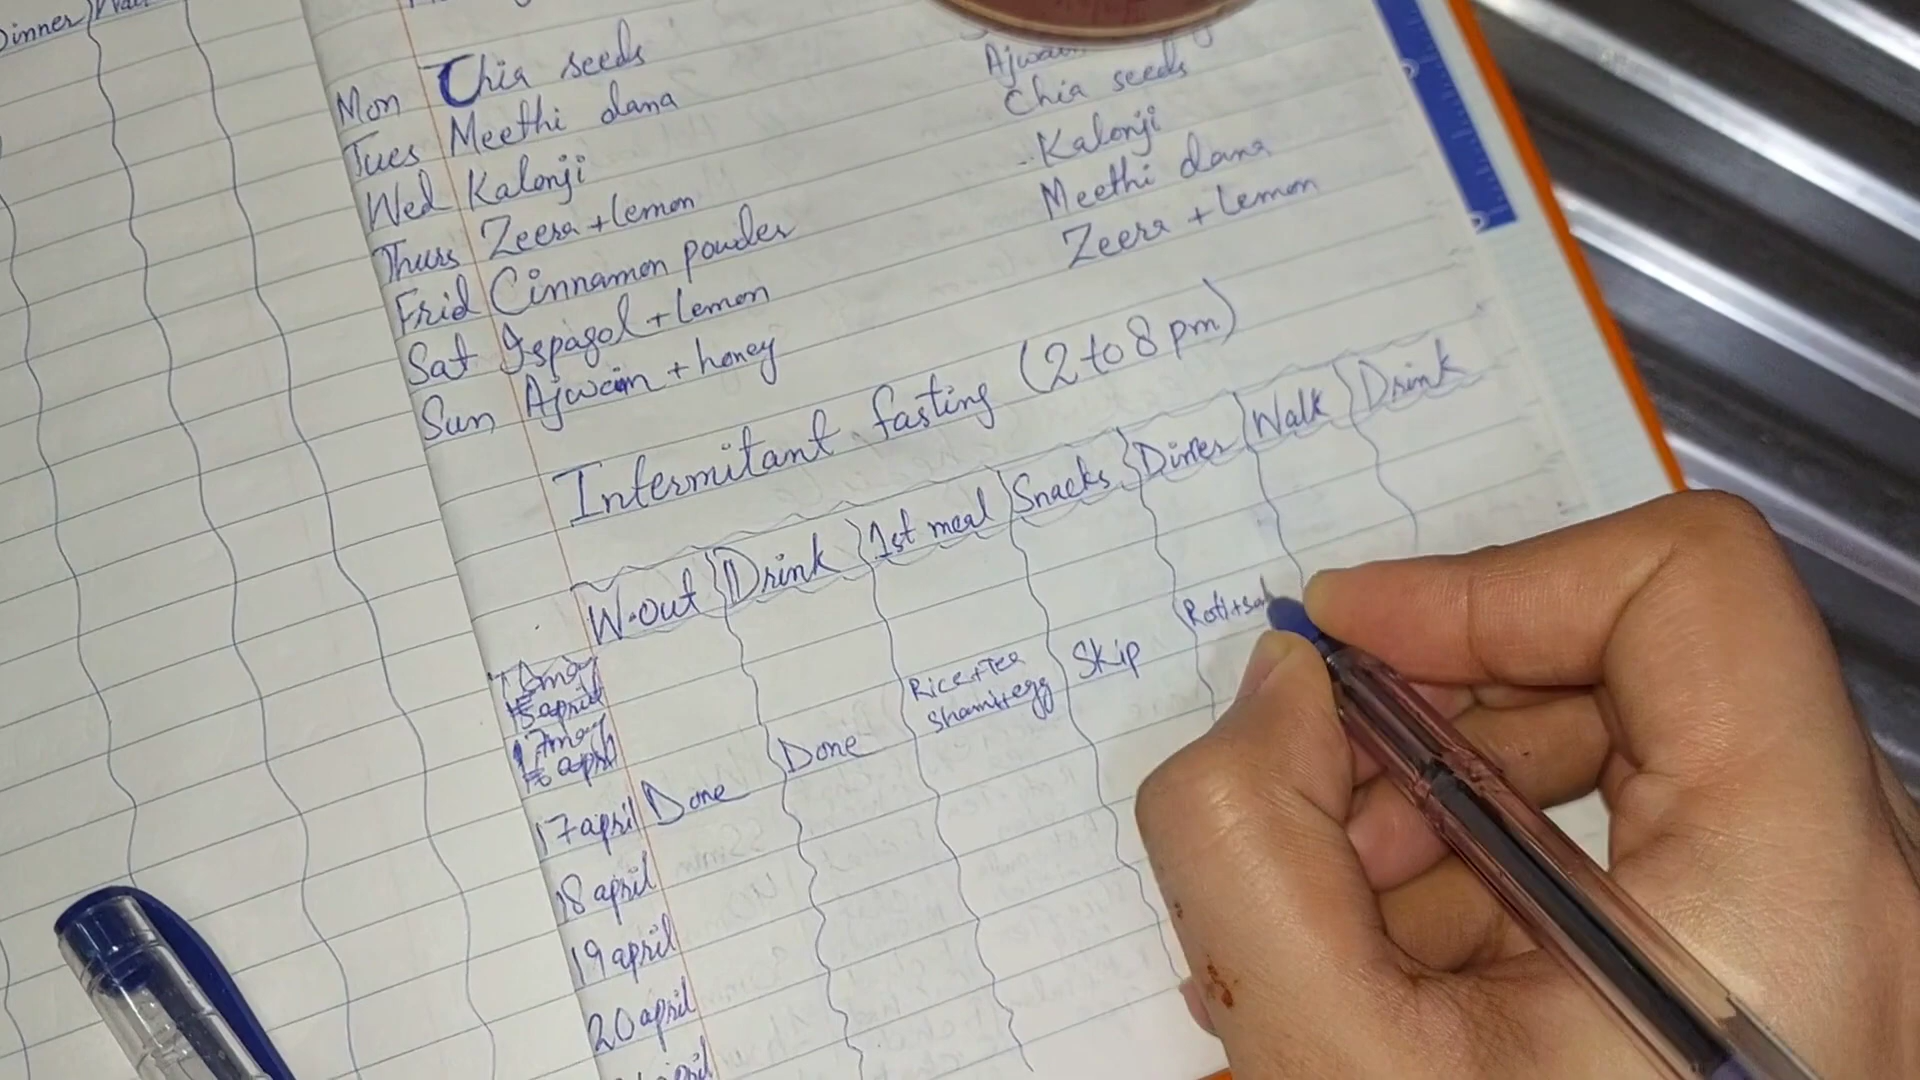 Dinner
Mon Chia seeds
Tues Meethi dana
Wed Kalonji
Thurs Zeera + lemon
Frid Cinnamon powder
Sat Ispagol + Lemon
Sun Ajwain + honey
Chia seeds
Kalonji
Meethi dana
Zeera + Lemon
Intermitant fasting (2 to 8 pm)
W.out Drink 1st meal Snacks Dinner Walk Drink
17 april Done Done Rice+Tea Skip Roti+
shami+egg
18 april
19 april
20 april
april